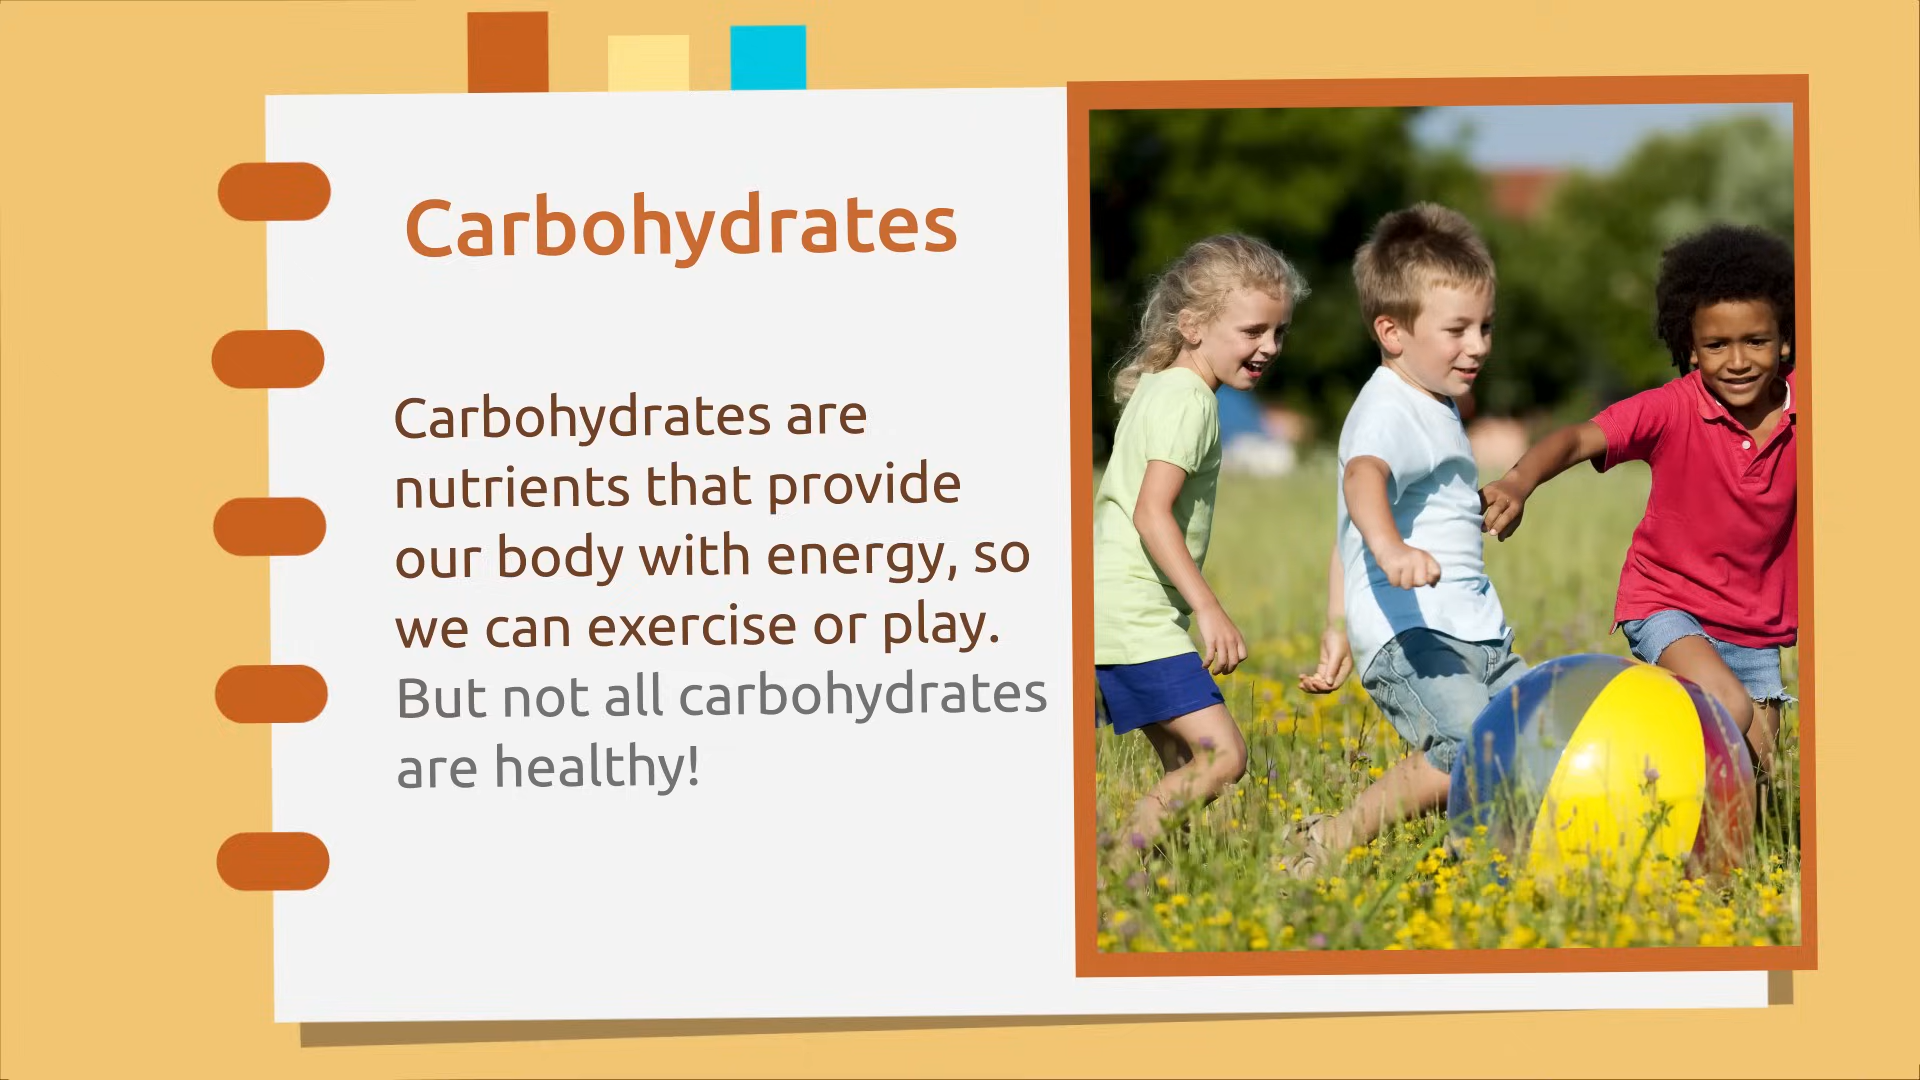 Carbohydrates
Carbohydrates are
nutrients that provide
our body with energy, so
we can exercise or play.
But not all carbohydrates
are healthy!